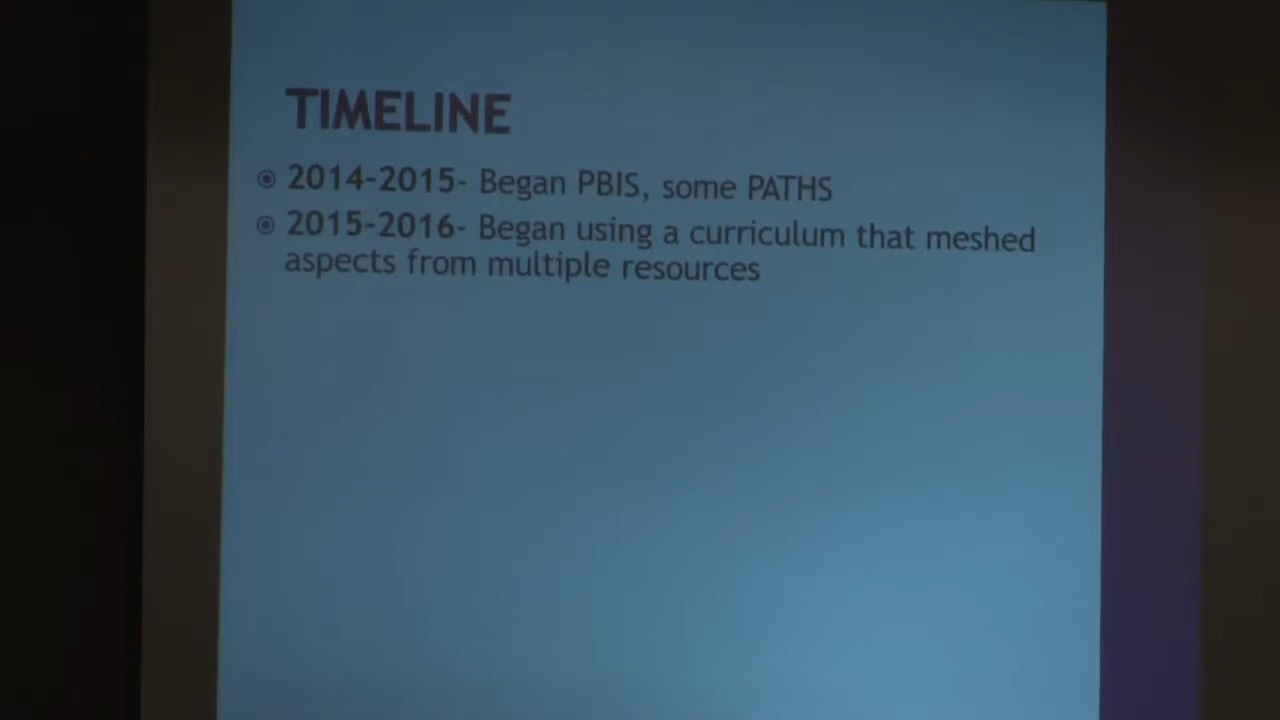 TIMELINE
2014-2015- Began PBIS, some PATHS
2015-2016- Began using a curriculum that meshed
aspects from multiple resources